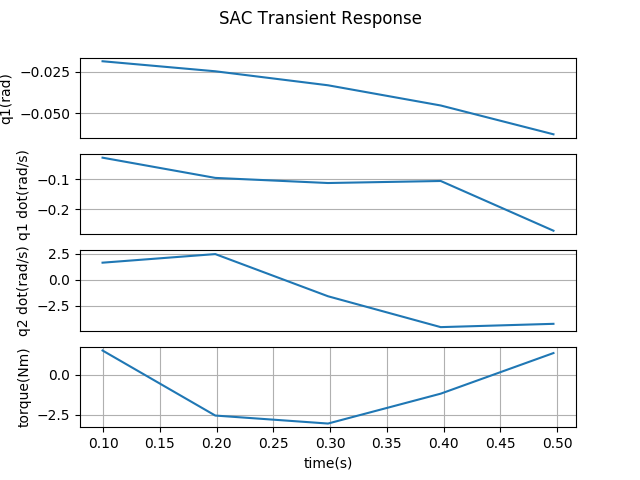 SAC Transient Response
q1(rad)
−0.025
−0.050
q1 dot(rad/s)
−0.1
−0.2
q2 dot(rad/s)
2.5
0.0
−2.5
torque(Nm)
0.0
−2.5
0.10 0.15 0.20 0.25 0.30 0.35 0.40 0.45 0.50
time(s)